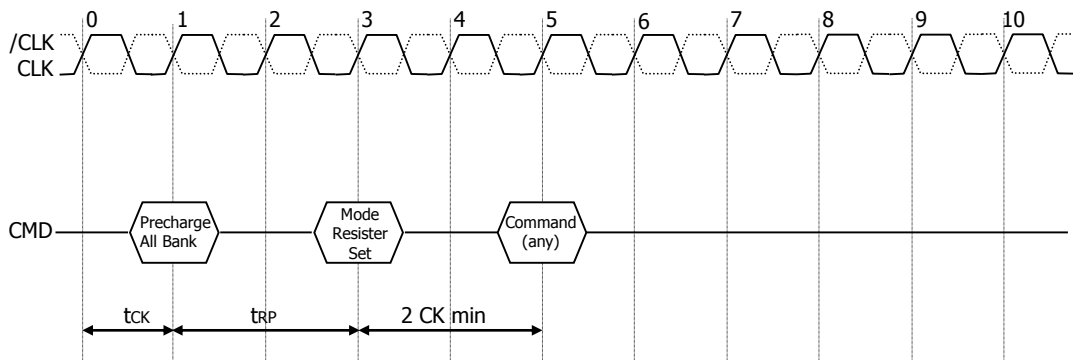 0 1 2 3 4 5 6 7 8 9 10
/CLK
CLK
CMD
Precharge
All Bank
Mode
Resister
Set
Command
(any)
tCK tRP 2 CK min